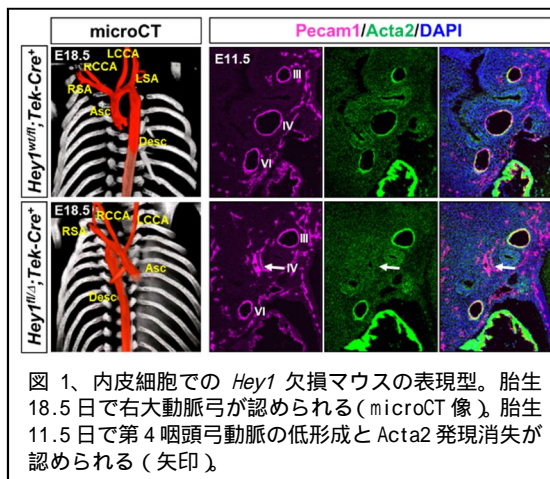 microCT
Pecam1/Acta2/DAPI
Hey1wt/fl;Tek-Cre+
E18.5
LCCA
RCCA
LSA
RSA
Asc
Desc
E11.5
III
IV
VI
Hey1fl/Δ;Tek-Cre+
E18.5
RCCA
LCCA
RSA
Asc
Desc
III
IV
VI
図 1、内皮細胞での Hey1 欠損マウスの表現型。胎生
18.5 日で右大動脈弓が認められる(microCT 像)。胎生
11.5 日で第 4 咽頭弓動脈の低形成と Acta2 発現消失が
認められる(矢印)。